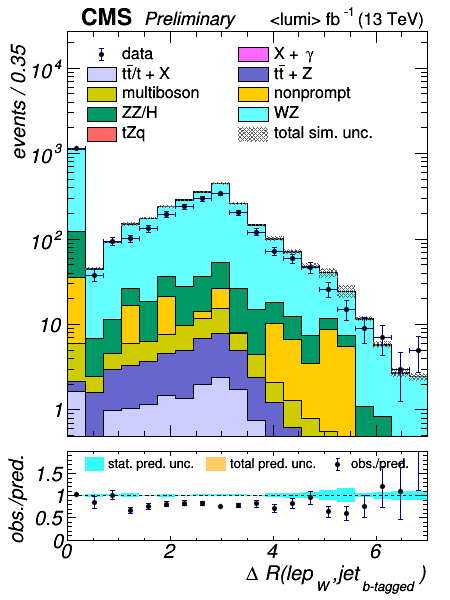 CMS Preliminary <lumi> fb⁻¹ (13 TeV)
events / 0.35
data
X + γ
tt̄/t + X
tt̄ + Z
multiboson
nonprompt
ZZ/H
WZ
tZq
total sim. unc.
10⁴
10³
10²
10
1
obs./pred.
stat. pred. unc.
total pred. unc.
obs./pred.
1.5
1
0.5
0
0 2 4 6
Δ R(lep_W,jet_b-tagged)